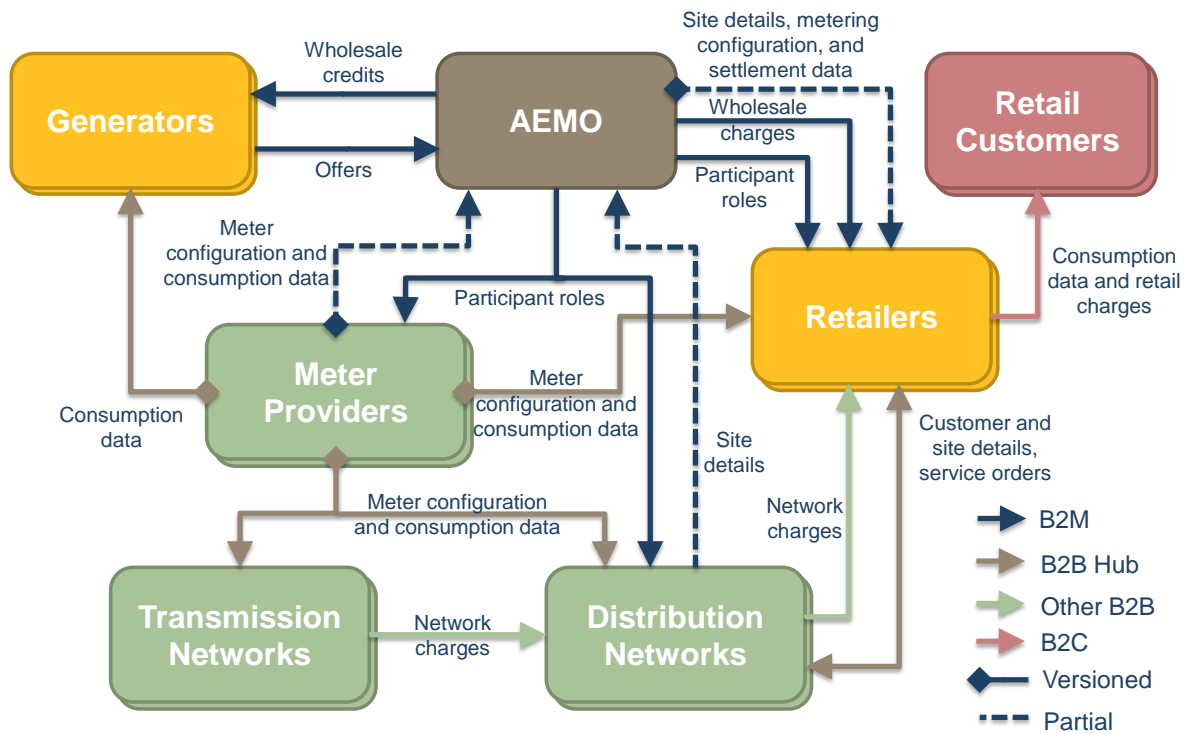 Site details, metering
configuration, and
settlement data
Wholesale
credits
Generators
AEMO
Retail
Customers
Wholesale
charges
Offers
Participant
roles
Meter
configuration and
consumption data
Participant roles
Retailers
Consumption
data and retail
charges
Meter
Providers
Meter
configuration and
consumption data
Consumption
data
Site
details
Customer and
site details,
service orders
Meter configuration
and consumption data
Network
charges
Transmission
Networks
Network
charges
Distribution
Networks
B2M
B2B Hub
Other B2B
B2C
Versioned
Partial